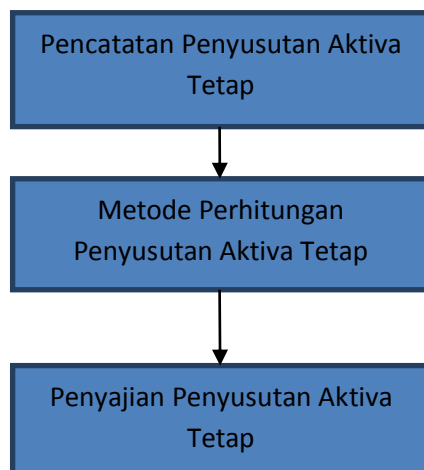 Pencatatan Penyusutan Aktiva
Tetap
Metode Perhitungan
Penyusutan Aktiva Tetap
Penyajian Penyusutan Aktiva
Tetap